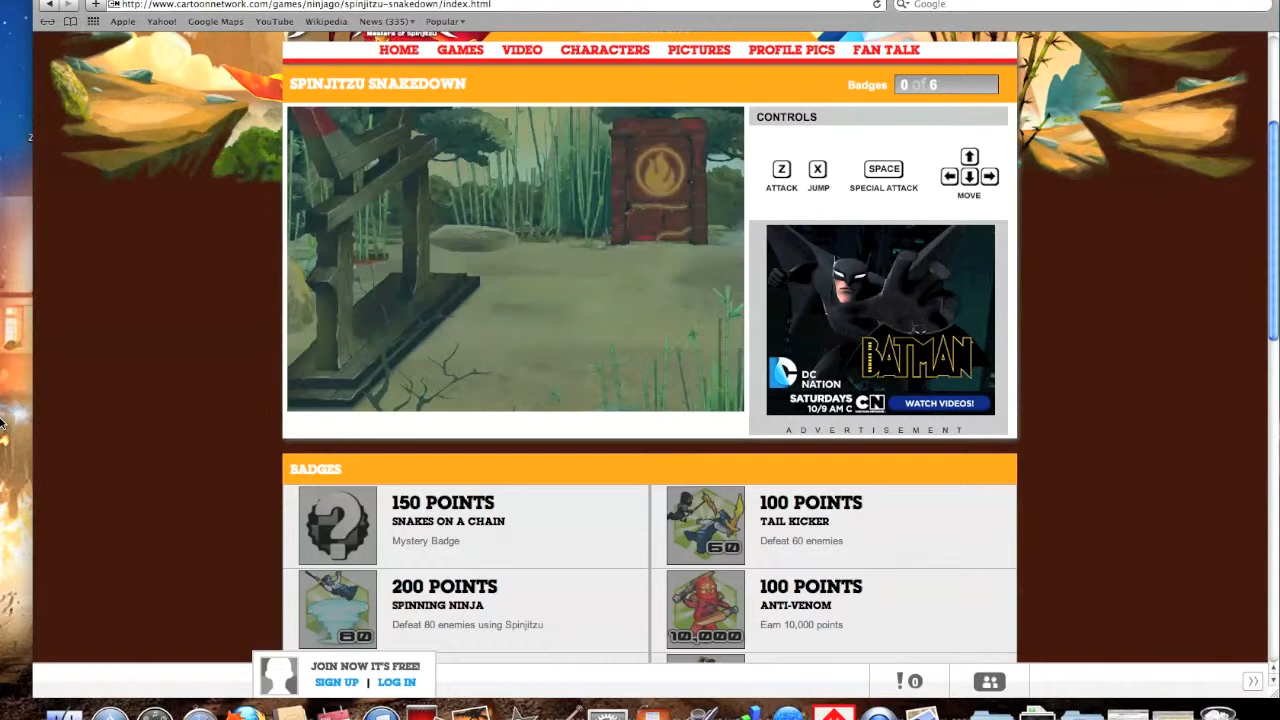 http://www.cartoonnetwork.com/games/ninjago/spinjitzu-snakedown/index.html
Google
Apple Yahoo! Google Maps YouTube Wikipedia News (335) Popular
Masters of Spinjitzu
HOME GAMES VIDEO CHARACTERS PICTURES PROFILE PICS FAN TALK
SPINJITZU SNAKEDOWN
Badges 0 of 6
CONTROLS
Z X SPACE
ATTACK JUMP SPECIAL ATTACK MOVE
BATMAN
DC NATION
SATURDAYS
10/9 AM C CN WATCH VIDEOS!
ADVERTISEMENT
BADGES
150 POINTS
SNAKES ON A CHAIN
Mystery Badge
?
100 POINTS
TAIL KICKER
Defeat 60 enemies
60
200 POINTS
SPINNING NINJA
Defeat 80 enemies using Spinjitzu
80
100 POINTS
ANTI-VENOM
Earn 10,000 points
10,000
JOIN NOW IT'S FREE!
SIGN UP | LOG IN
! 0